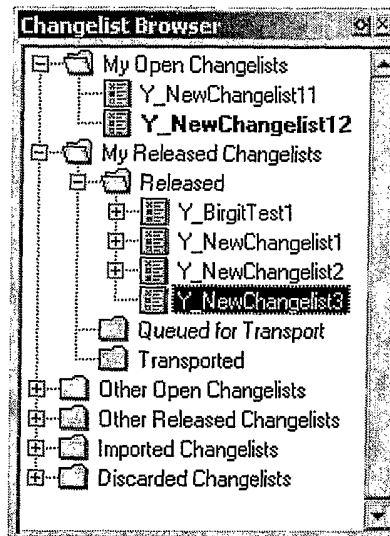 Changelist Browser
My Open Changelists
Y_NewChangelist11
Y_NewChangelist12
My Released Changelists
Released
Y_BirgitTest1
Y_NewChangelist1
Y_NewChangelist2
Y_NewChangelist3
Queued for Transport
Transported
Other Open Changelists
Other Released Changelists
Imported Changelists
Discarded Changelists